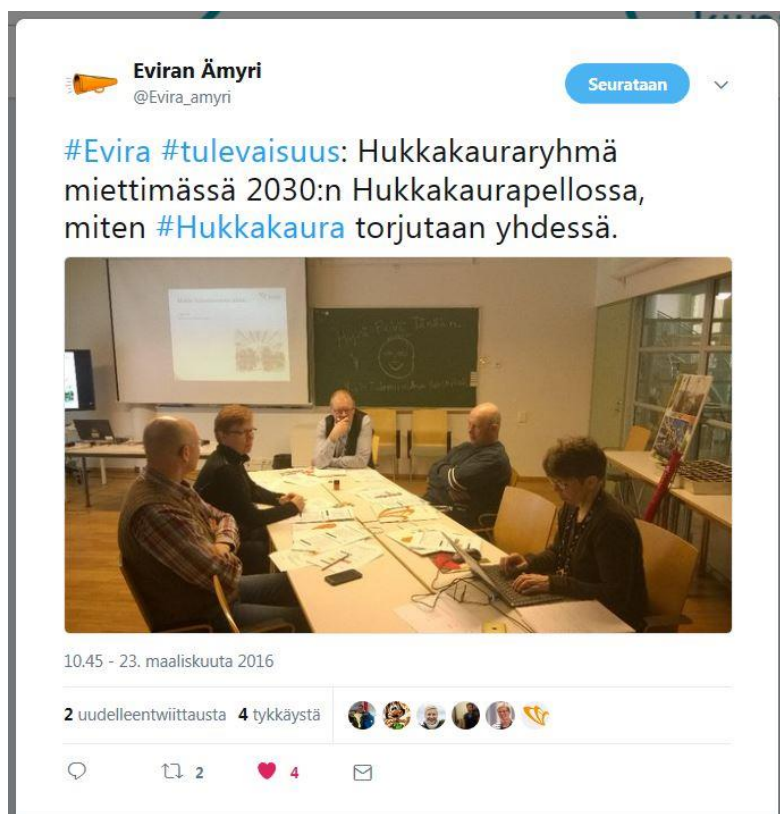 Eviran Ämyri
@Evira_amyri
Seurataan
#Evira #tulevaisuus: Hukkakauraryhmä
miettimässä 2030:n Hukkakaurapellossa,
miten #Hukkakaura torjutaan yhdessä.
10.45 - 23. maaliskuuta 2016
2 uudelleentwiittausta 4 tykkäystä
2 4